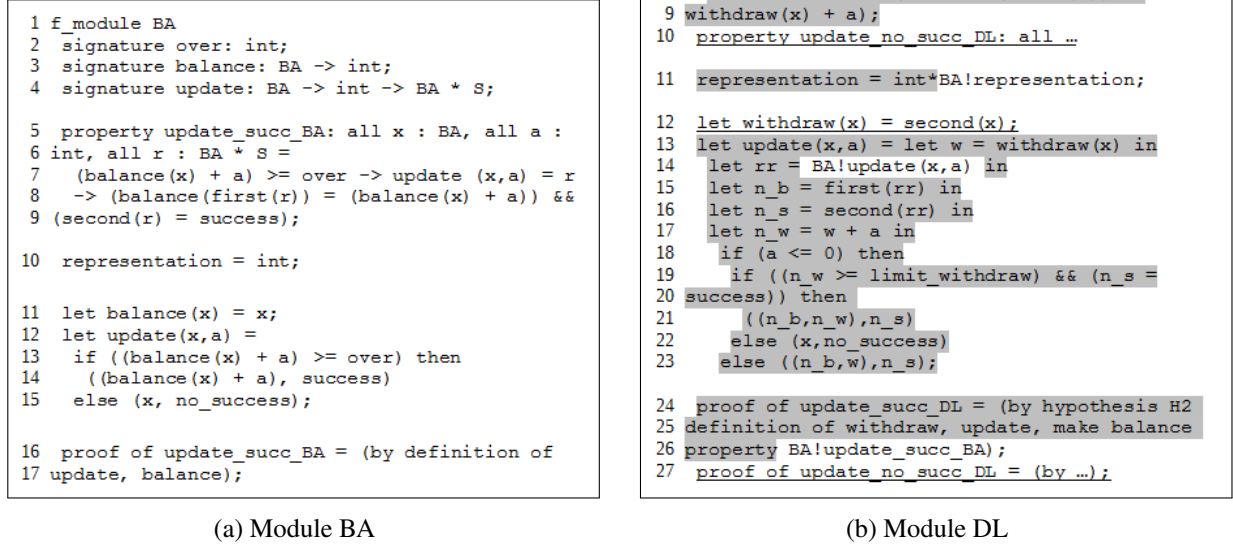 1 f_module BA
2 signature over: int;
3 signature balance: BA -> int;
4 signature update: BA -> int -> BA * S;
5 property update_succ_BA: all x : BA, all a :
6 int, all r : BA * S =
7 (balance(x) + a) >= over -> update (x,a) = r
8 -> (balance(first(r)) = (balance(x) + a)) &&
9 (second(r) = success);
10 representation = int;
11 let balance(x) = x;
12 let update(x,a) =
13 if ((balance(x) + a) >= over) then
14 ((balance(x) + a), success)
15 else (x, no_success);
16 proof of update_succ_BA = (by definition of
17 update, balance);
(a) Module BA
9 withdraw(x) + a);
10 property update_no_succ_DL: all …
11 representation = int*BA!representation;
12 let withdraw(x) = second(x);
13 let update(x,a) = let w = withdraw(x) in
14 let rr = BA!update(x,a) in
15 let n_b = first(rr) in
16 let n_s = second(rr) in
17 let n_w = w + a in
18 if (a <= 0) then
19 if ((n_w >= limit_withdraw) && (n_s =
20 success)) then
21 ((n_b,n_w),n_s)
22 else (x,no_success)
23 else ((n_b,w),n_s);
24 proof of update_succ_DL = (by hypothesis H2
25 definition of withdraw, update, make balance
26 property BA!update_succ_BA);
27 proof of update_no_succ_DL = (by …);
(b) Module DL